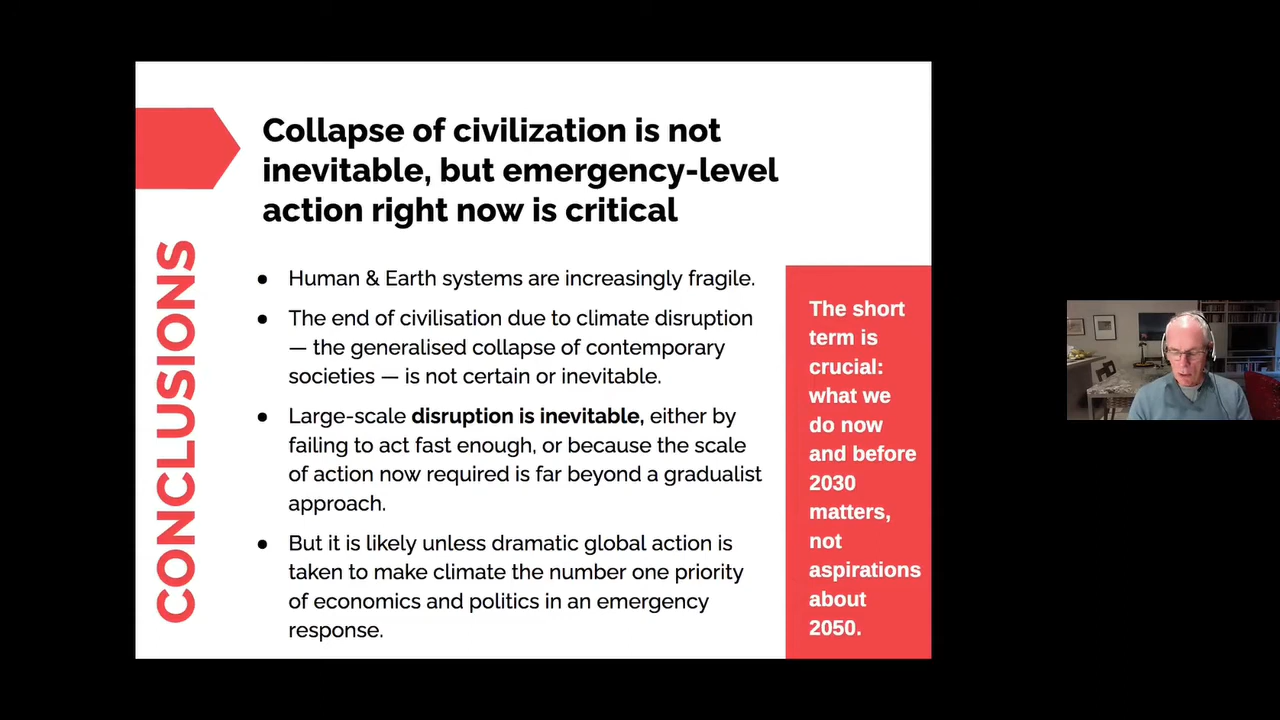 CONCLUSIONS
Collapse of civilization is not
inevitable, but emergency-level
action right now is critical
● Human & Earth systems are increasingly fragile.
● The end of civilisation due to climate disruption
— the generalised collapse of contemporary
societies — is not certain or inevitable.
● Large-scale disruption is inevitable, either by
failing to act fast enough, or because the scale
of action now required is far beyond a gradualist
approach.
● But it is likely unless dramatic global action is
taken to make climate the number one priority
of economics and politics in an emergency
response.
The short
term is
crucial:
what we
do now
and before
2030
matters,
not
aspirations
about
2050.